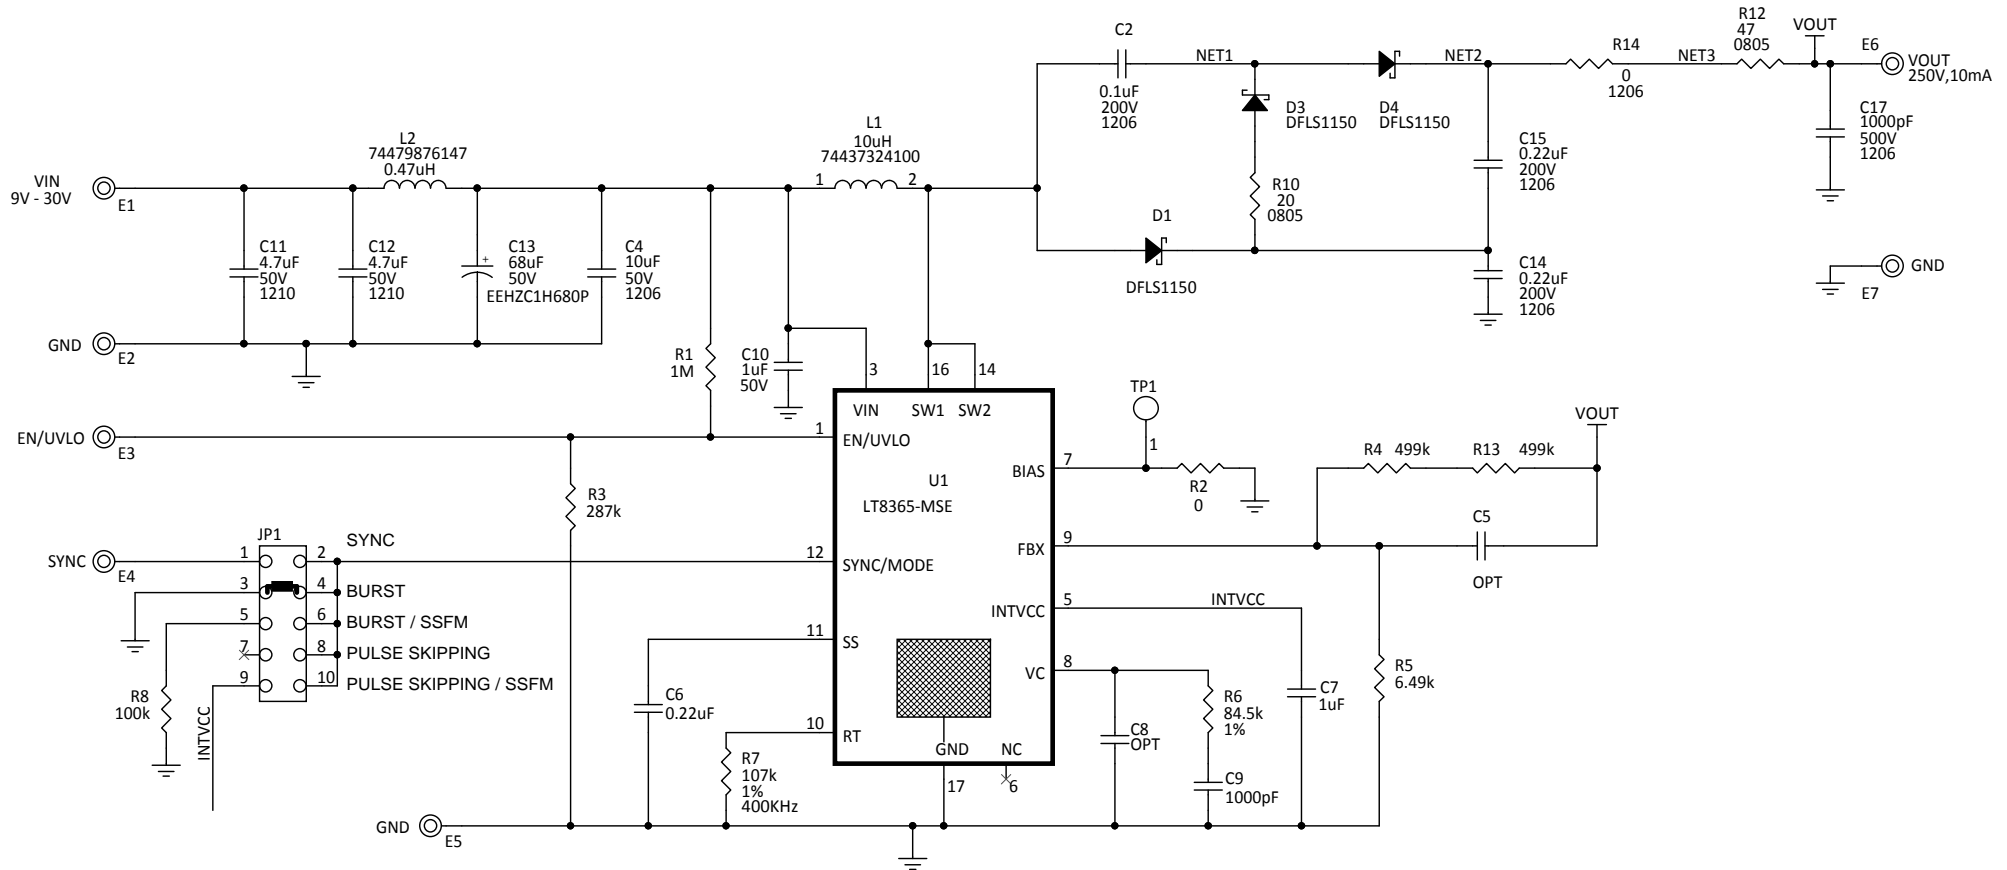 C2
0.1uF
200V
1206
NET1
D3
DFLS1150
D4
DFLS1150
NET2
R14
0
1206
NET3
R12
47
0805
VOUT
E6
VOUT
250V,10mA
C17
1000pF
500V
1206
C15
0.22uF
200V
1206
R10
20
0805
D1
DFLS1150
C14
0.22uF
200V
1206
GND
E7
VIN
9V - 30V
E1
L2
74479876147
0.47uH
L1
10uH
74437324100
1
2
C11
4.7uF
50V
1210
C12
4.7uF
50V
1210
+
C13
68uF
50V
EEHZC1H680P
C4
10uF
50V
1206
GND
E2
R1
1M
C10
1uF
50V
3
16
14
VIN
SW1
SW2
EN/UVLO
E3
1
EN/UVLO
U1
LT8365-MSE
BIAS
7
TP1
1
R2
0
VOUT
R4 499k
R13 499k
C5
OPT
FBX
9
R3
287k
JP1
SYNC
E4
1
2
SYNC
3
4
BURST
5
6
BURST / SSFM
7
8
PULSE SKIPPING
9
10
PULSE SKIPPING / SSFM
R8
100k
INTVCC
12
SYNC/MODE
11
SS
C6
0.22uF
10
RT
R7
107k
1%
400KHz
INTVCC
5
INTVCC
VC
8
R5
6.49k
C7
1uF
R6
84.5k
1%
C8
OPT
C9
1000pF
GND
NC
17
6
GND
E5